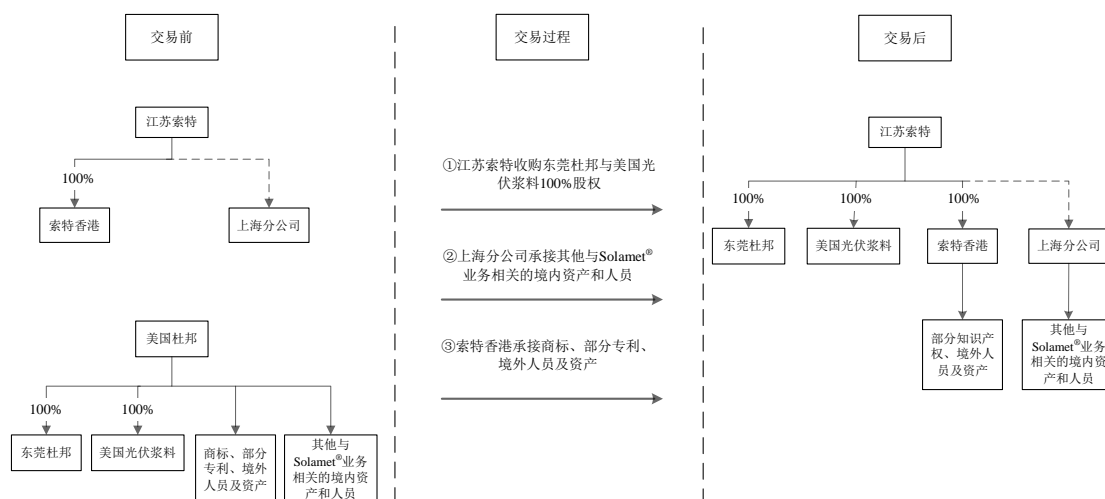 交易前
江苏索特
100%
索特香港
上海分公司
美国杜邦
100%
100%
东莞杜邦
美国光伏浆料
商标、部分
专利、境外
人员及资产
其他与
Solamet®业务
相关的境内资
产和人员
交易过程
①江苏索特收购东莞杜邦与美国光
伏浆料100%股权
②上海分公司承接其他与Solamet®
业务相关的境内资产和人员
③索特香港承接商标、部分专利、
境外人员及资产
交易后
江苏索特
100%
100%
100%
东莞杜邦
美国光伏浆料
索特香港
上海分公司
部分知识产
权、境外人
员及资产
其他与
Solamet®业务
相关的境内资
产和人员